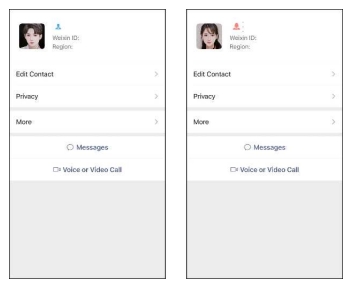 Weixin ID:
Region:
Edit Contact
Privacy
More
Messages
Voice or Video Call
Weixin ID:
Region:
Edit Contact
Privacy
More
Messages
Voice or Video Call